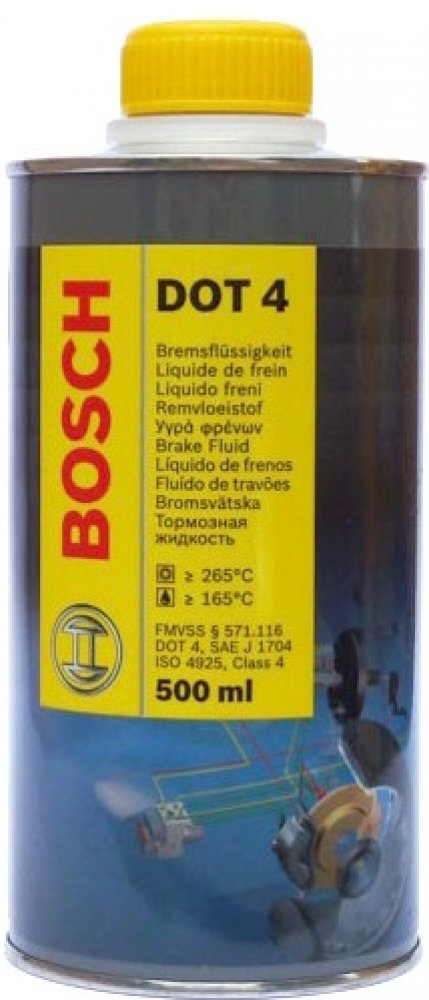 BOSCH
DOT 4
Bremsflüssigkeit
Liquide de frein
Liquido freni
Remvloeistof
Υγρά φρένων
Brake Fluid
Líquido de frenos
Fluído de travões
Bromsvätska
Тормозная
жидкость
≥ 265°C
≥ 165°C
FMVSS § 571.116
DOT 4, SAE J 1704
ISO 4925, Class 4
500 ml